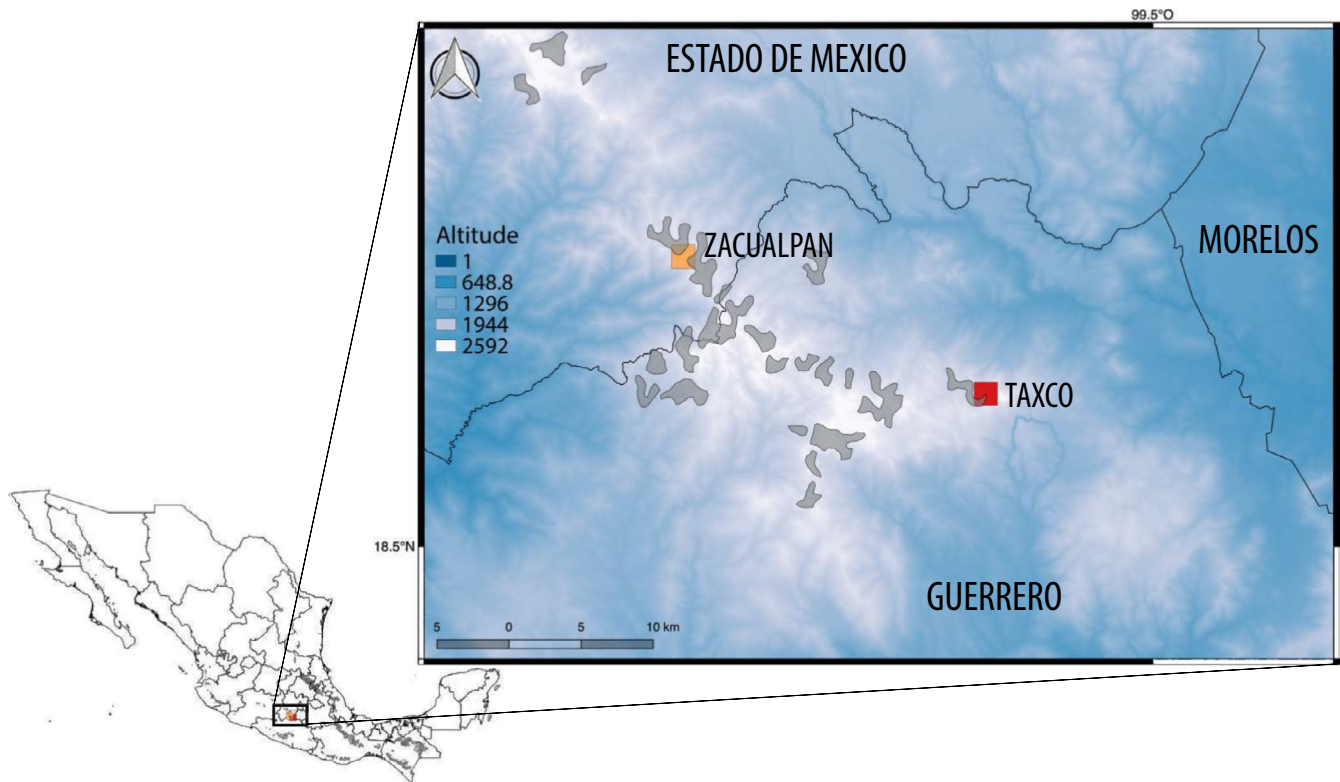 99.5°O
ESTADO DE MEXICO
MORELOS
ZACUALPAN
Altitude
1
648.8
1296
1944
2592
TAXCO
18.5°N
GUERRERO
5 0 5 10 km